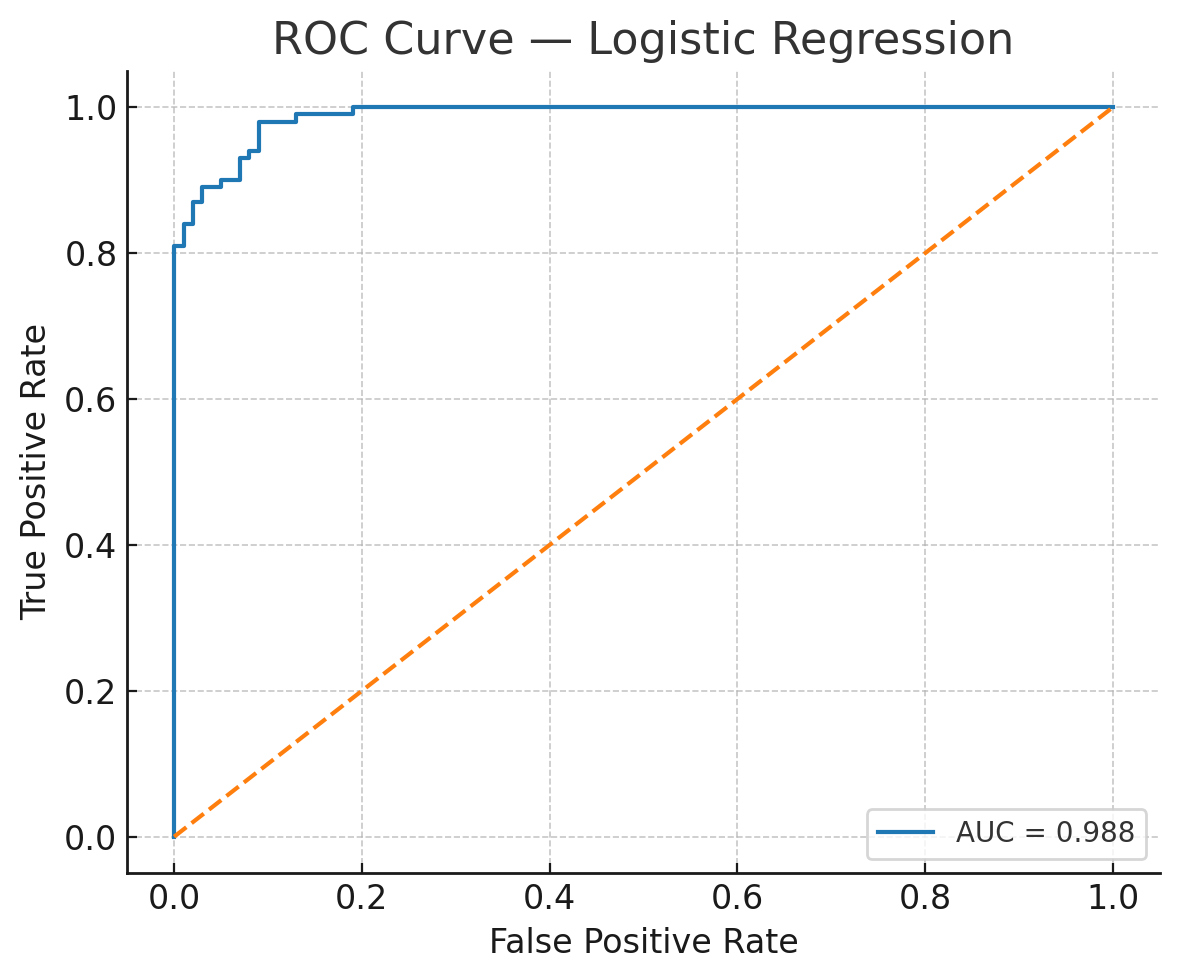 ROC Curve — Logistic Regression
True Positive Rate
1.0
0.8
0.6
0.4
0.2
0.0
AUC = 0.988
0.0 0.2 0.4 0.6 0.8 1.0
False Positive Rate